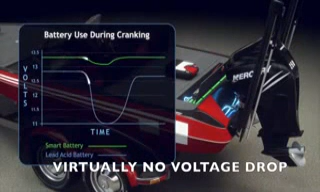 Battery Use During Cranking
13.5
13
12.5
12
11.5
11
VOLTS
TIME
Smart Battery
Lead Acid Battery
MERC
VIRTUALLY NO VOLTAGE DROP